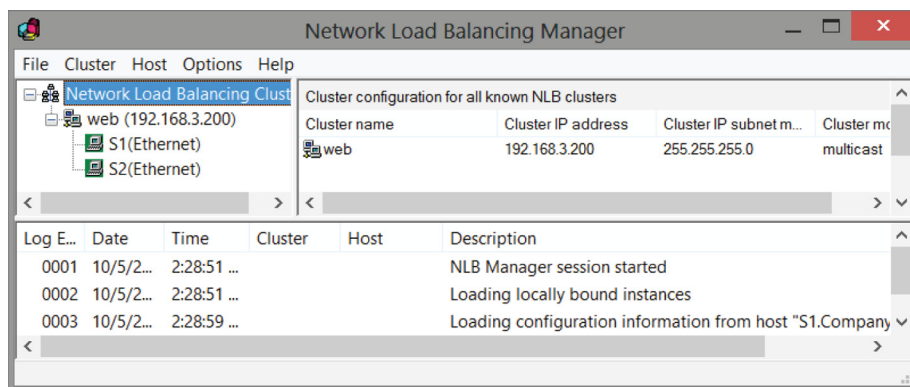 Network Load Balancing Manager
File Cluster Host Options Help
Network Load Balancing Clust
web (192.168.3.200)
S1(Ethernet)
S2(Ethernet)
Cluster configuration for all known NLB clusters
Cluster name Cluster IP address Cluster IP subnet m... Cluster mo
web 192.168.3.200 255.255.255.0 multicast
Log E... Date Time Cluster Host Description
0001 10/5/2... 2:28:51 ... NLB Manager session started
0002 10/5/2... 2:28:51 ... Loading locally bound instances
0003 10/5/2... 2:28:59 ... Loading configuration information from host "S1.Company